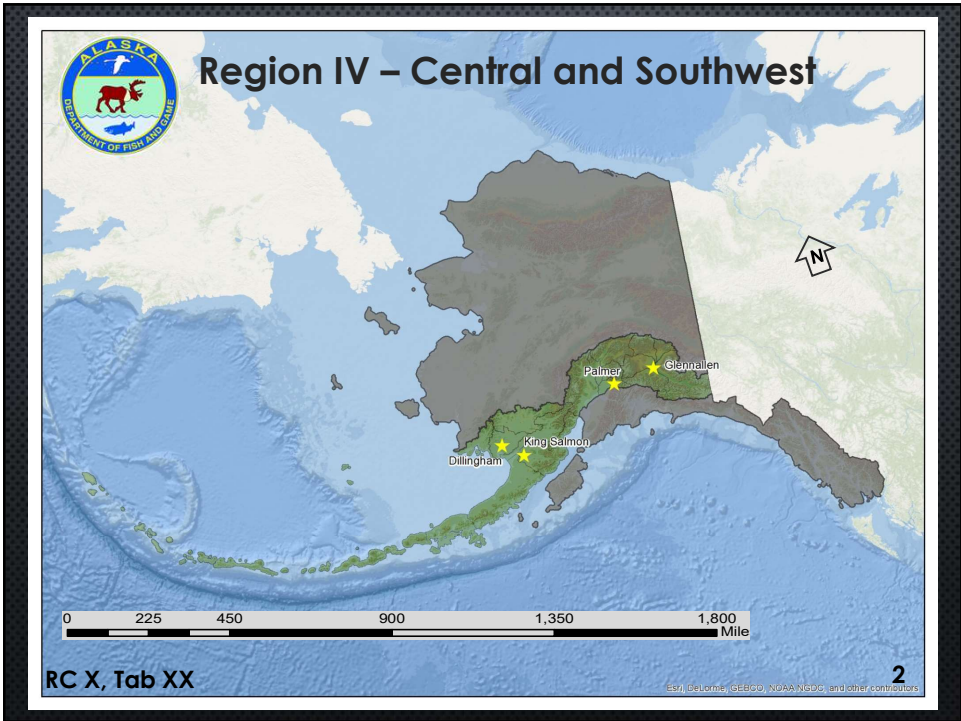 ALASKA
DEPARTMENT OF FISH AND GAME
Region IV – Central and Southwest
N
Glennallen
Palmer
King Salmon
Dillingham
0 225 450 900 1,350 1,800
Mile
RC X, Tab XX
2
Esri, DeLorme, GEBCO, NOAA NGDC, and other contributors